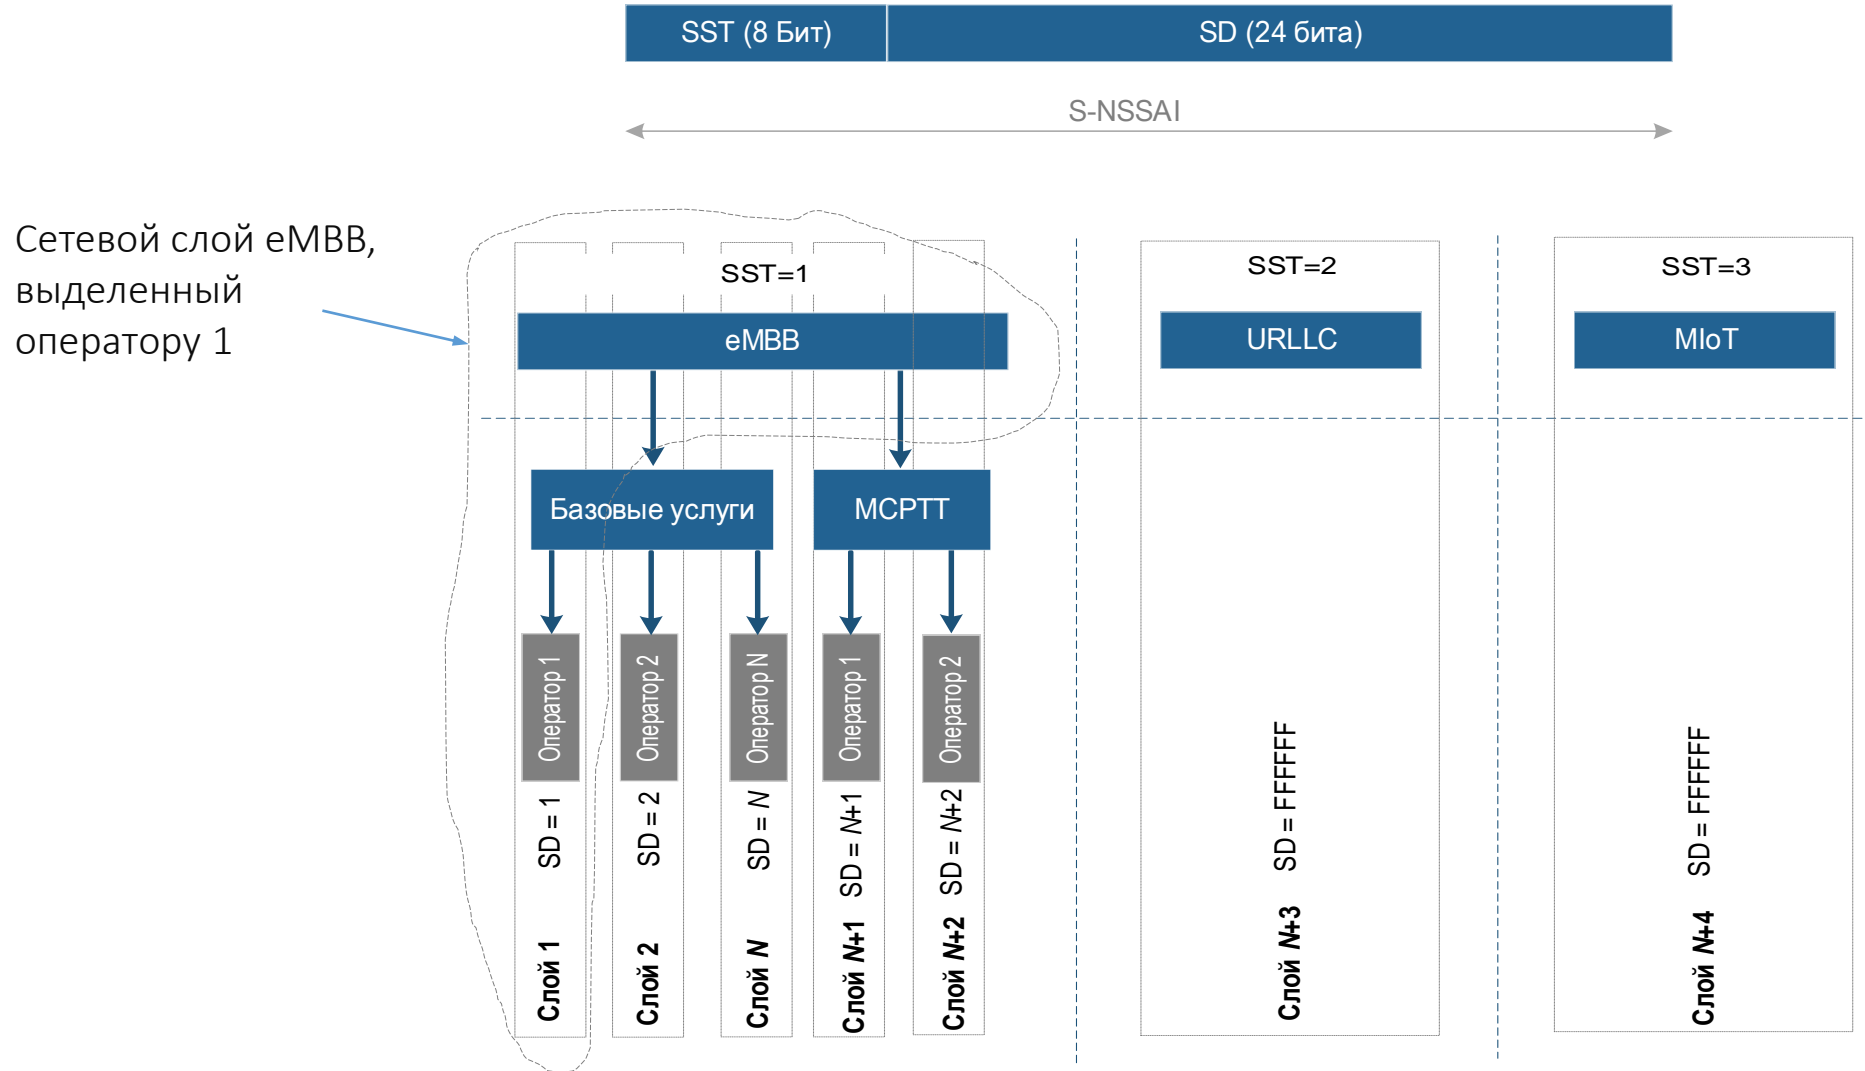 SST (8 Бит)
SD (24 бита)
S-NSSAI
Сетевой слой eMBB,
выделенный
оператору 1
SST=1
SST=2
SST=3
eMBB
URLLC
MIoT
Базовые услуги
MCPTT
Оператор 1
Оператор 2
Оператор N
Оператор 1
Оператор 2
SD = 1
SD = 2
SD = N
SD = N+1
SD = N+2
SD = FFFFFF
SD = FFFFFF
Слой 1
Слой 2
Слой N
Слой N+1
Слой N+2
Слой N+3
Слой N+4